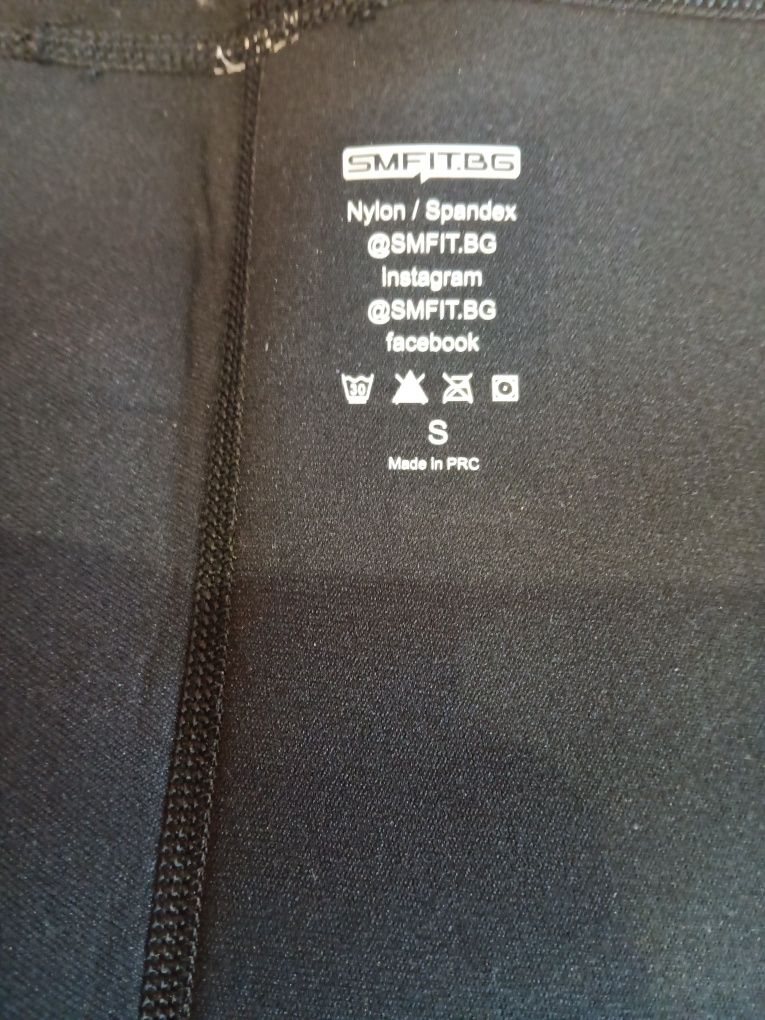 SMFIT.BG
Nylon / Spandex
@SMFIT.BG
Instagram
@SMFIT.BG
facebook
30
S
Made in PRC